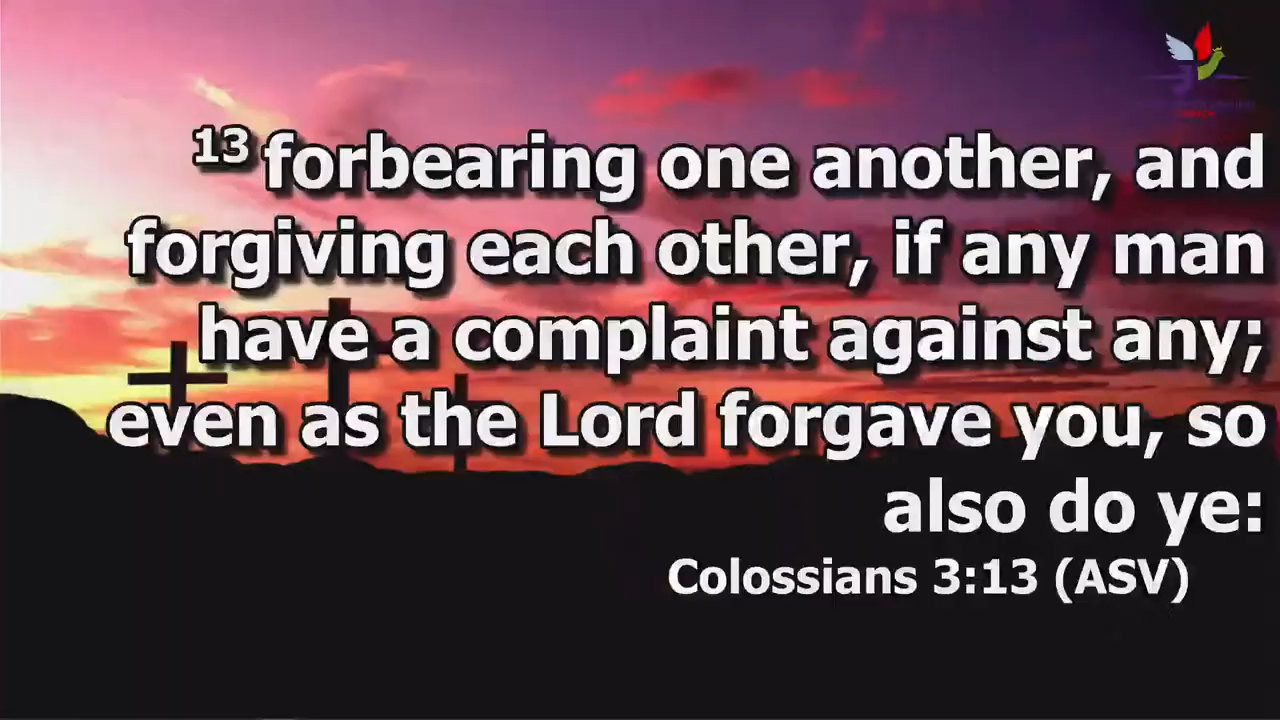 13 forbearing one another, and
forgiving each other, if any man
have a complaint against any;
even as the Lord forgave you, so
also do ye:
Colossians 3:13 (ASV)
CHURCH